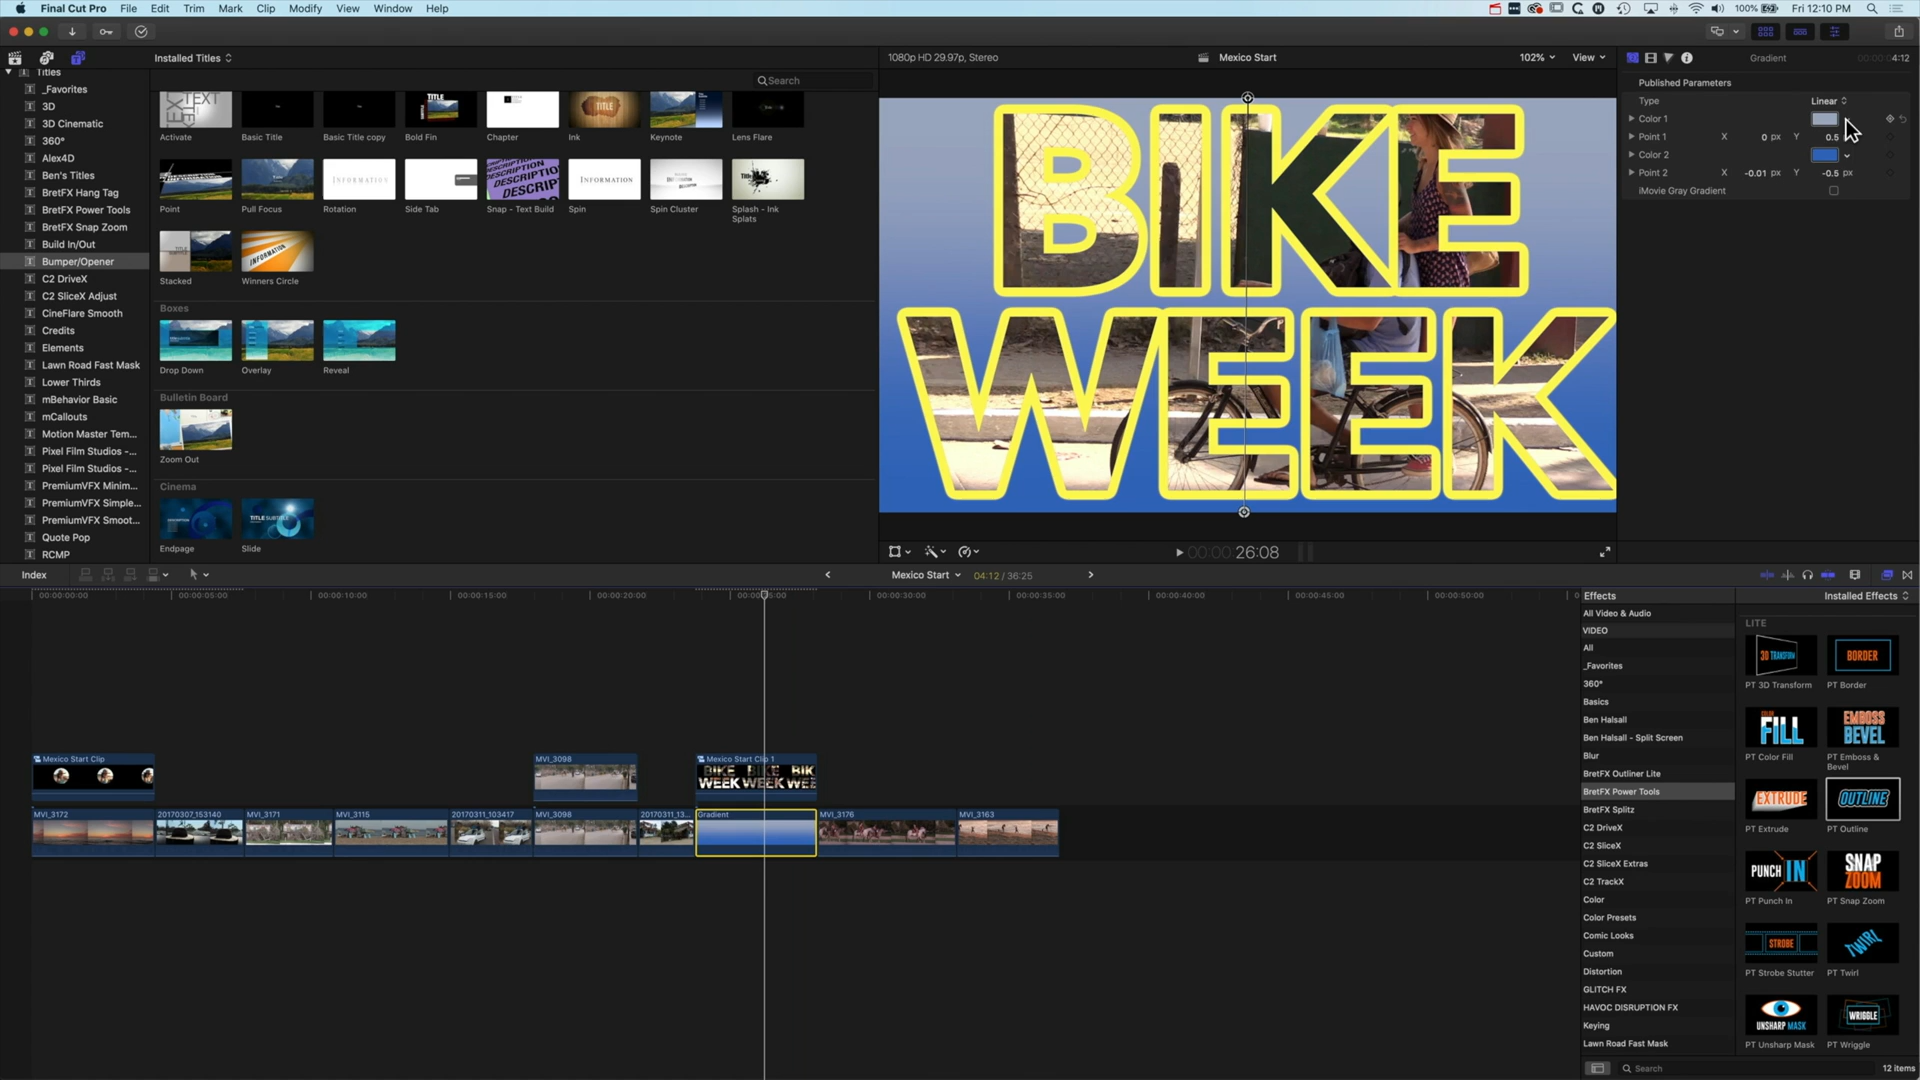 Final Cut Pro File Edit Trim Mark Clip Modify View Window Help
100% Fri 12:10 PM
Installed Titles
Search
Titles
_Favorites
3D
3D Cinematic
360°
Alex4D
Ben's Titles
BretFX Hang Tag
BretFX Power Tools
BretFX Snap Zoom
Build In/Out
Bumper/Opener
C2 DriveX
C2 SliceX Adjust
CineFlare Smooth
Credits
Elements
Lawn Road Fast Mask
Lower Thirds
mBehavior Basic
mCallouts
Motion Master Tem...
Pixel Film Studios -...
Pixel Film Studios -...
PremiumVFX Minim...
PremiumVFX Simple...
PremiumVFX Smoot...
Quote Pop
RCMP
TITLE
Activate Basic Title Basic Title copy Bold Fin Chapter Ink Keynote Lens Flare
INFORMATION
DESCRIPTION
INFORMATION
Point Pull Focus Rotation Side Tab Snap - Text Build Spin Spin Cluster Splash - Ink Splats
INFORMATION
Stacked Winners Circle
Boxes
Drop Down Overlay Reveal
Bulletin Board
Zoom Out
Cinema
DESCRIPTION
TITLE SUBTITLE
Endpage Slide
1080p HD 29.97p, Stereo
Mexico Start
102% View
BIKE
WEEK
26:08
Gradient
4:12
Published Parameters
Type Linear
Color 1
Point 1 X 0 px Y 0.5
Color 2
Point 2 X -0.01 px Y -0.5 px
iMovie Gray Gradient
Index
Mexico Start 04:12 / 36:25
00:00:00:00 00:00:05:00 00:00:10:00 00:00:15:00 00:00:20:00 00:00:30:00 00:00:35:00 00:00:40:00 00:00:45:00 00:00:50:00
Mexico Start Clip
MVI_3098
Mexico Start Clip 1
BIKE BIKE BIK
WEEK WEE WEE
MVI_3172 20170307_153140 MVI_3171 MVI_3115 20170311_103417 MVI_3098 20170311_13... Gradient MVI_3176 MVI_3163
Effects
All Video & Audio
VIDEO
All
_Favorites
360°
Basics
Ben Halsall
Ben Halsall - Split Screen
Blur
BretFX Outliner Lite
BretFX Power Tools
BretFX Splitz
C2 DriveX
C2 SliceX
C2 SliceX Extras
C2 TrackX
Color
Color Presets
Comic Looks
Custom
Distortion
GLITCH FX
HAVOC DISRUPTION FX
Keying
Lawn Road Fast Mask
Installed Effects
LITE
3D TRANSFORM
BORDER
PT 3D Transform PT Border
COLOR FILL
EMBOSS BEVEL
PT Color Fill PT Emboss & Bevel
EXTRUDE
OUTLINE
PT Extrude PT Outline
PUNCH IN
SNAP ZOOM
PT Punch In PT Snap Zoom
STROBE
TWIRL
PT Strobe Stutter PT Twirl
UNSHARP MASK
WRIGGLE
PT Unsharp Mask PT Wriggle
Search
12 items